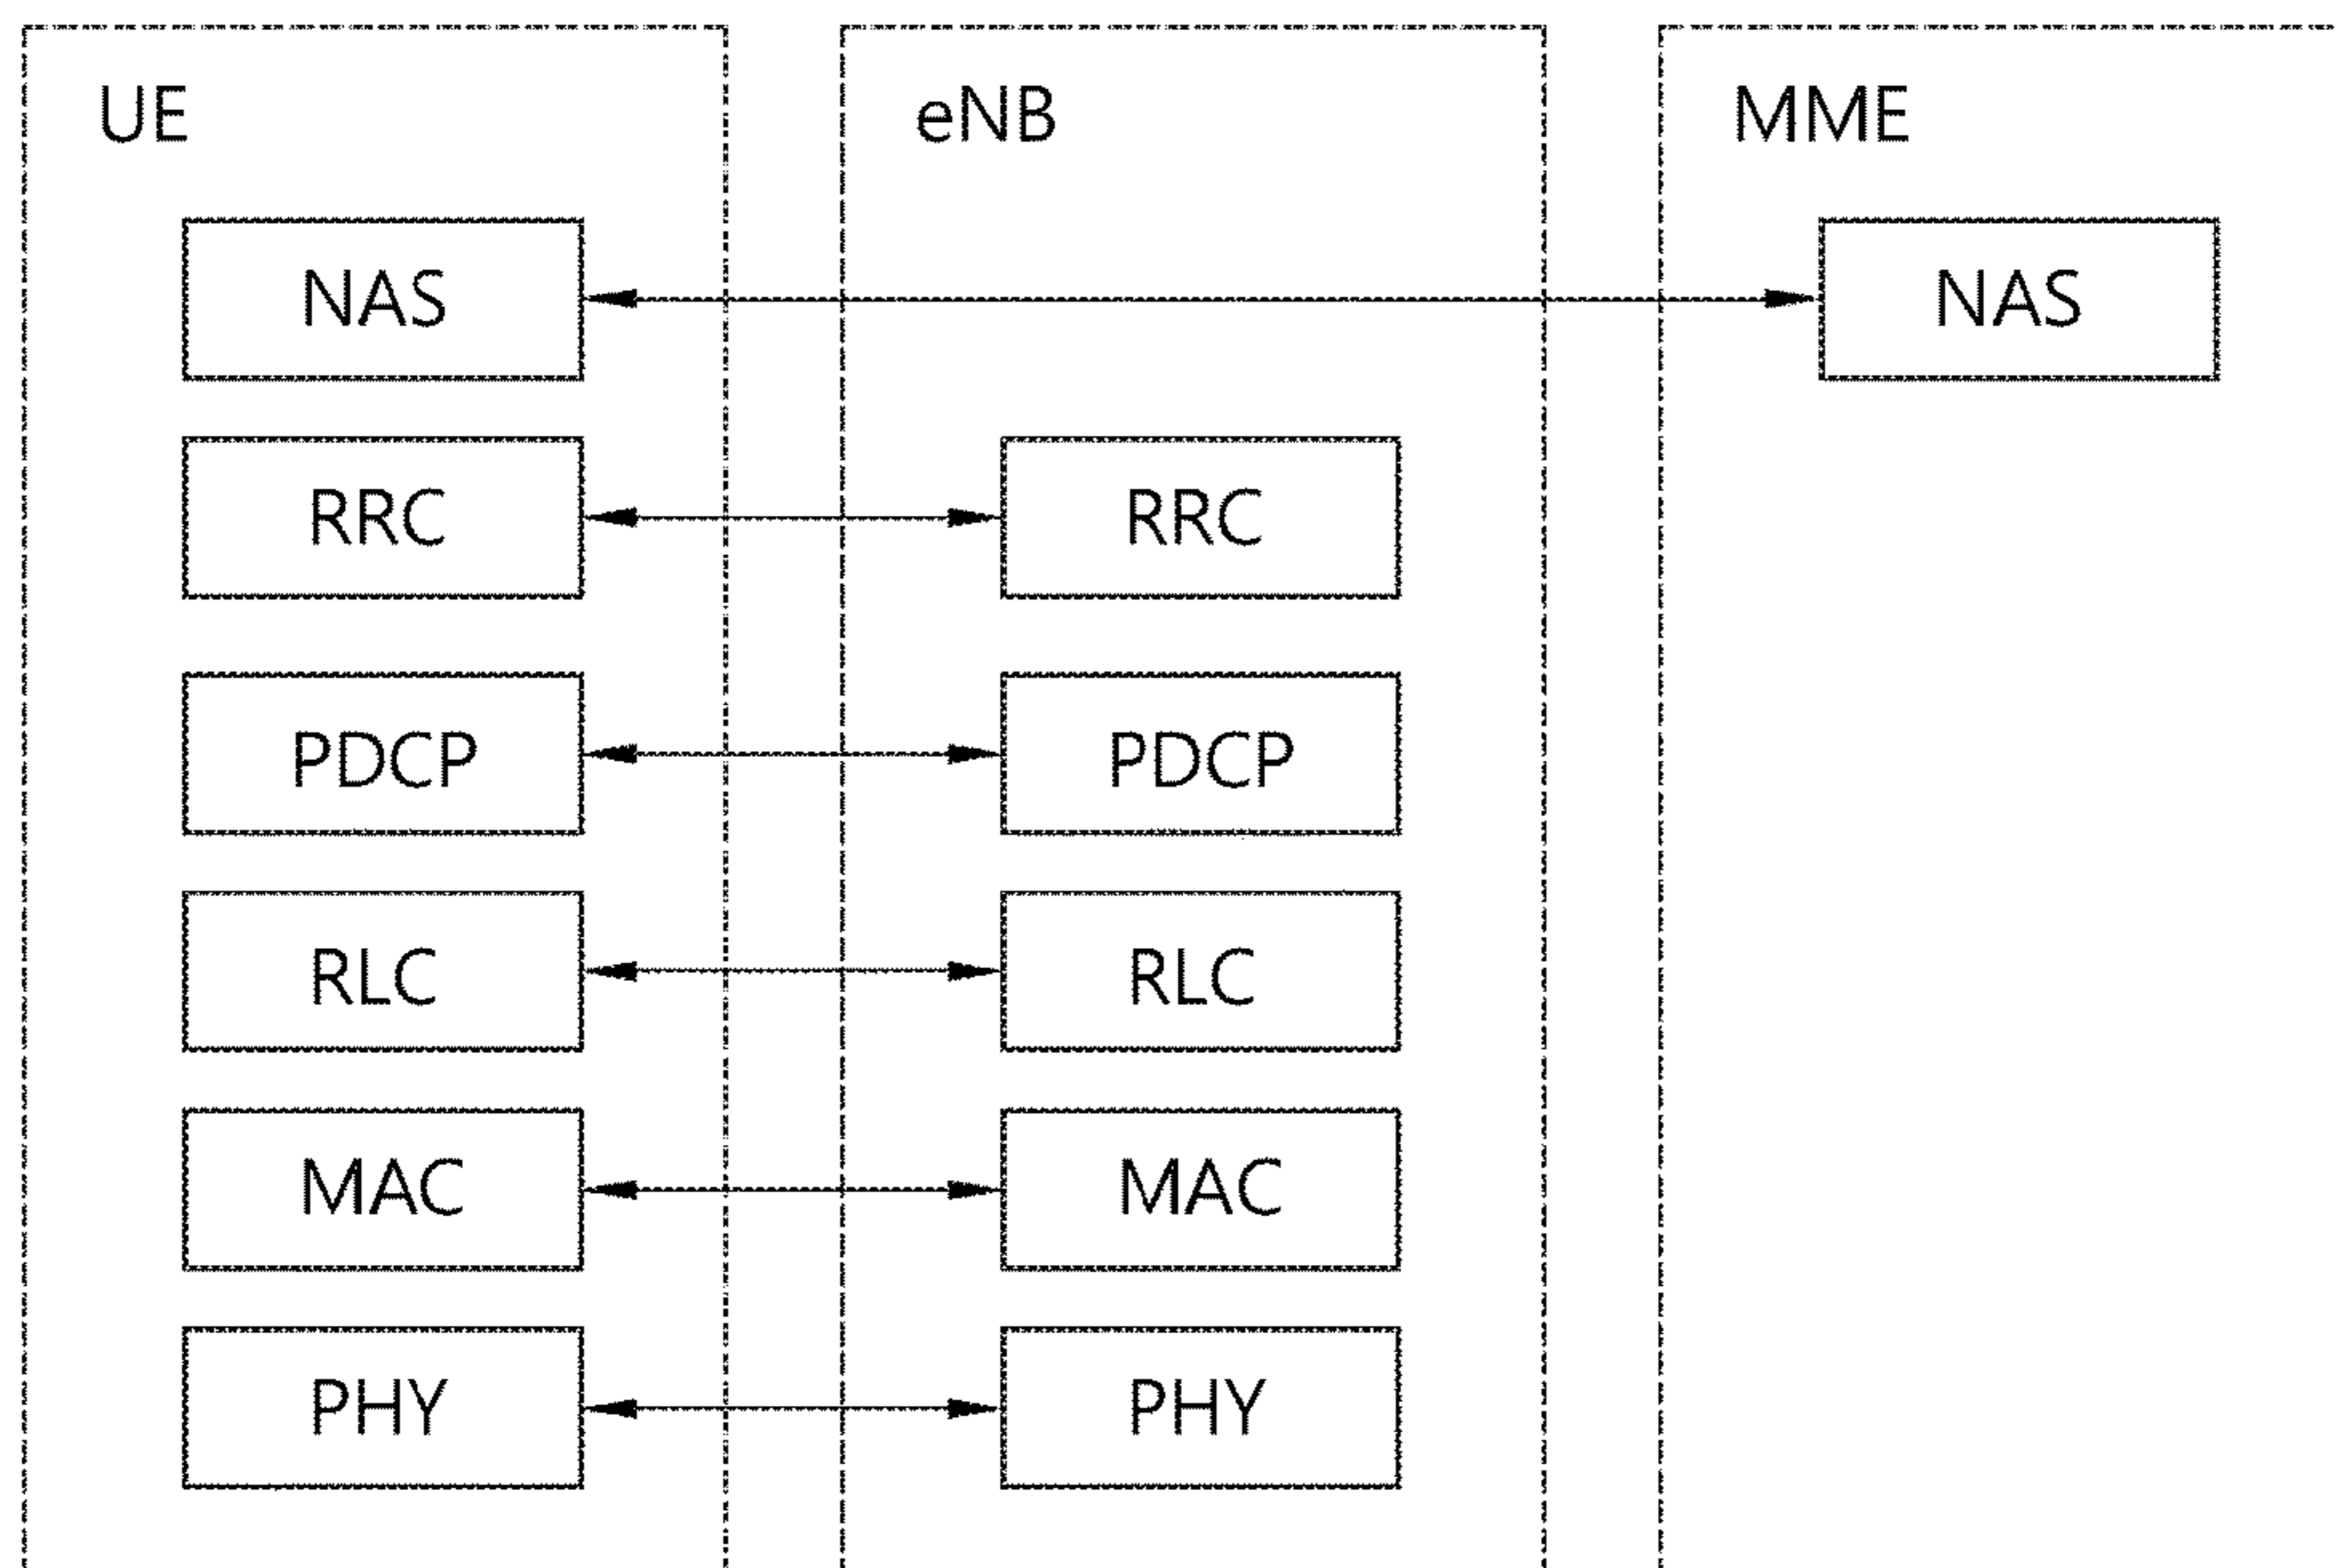 UE eNB MME
NAS NAS
RRC RRC
PDCP PDCP
RLC RLC
MAC MAC
PHY PHY